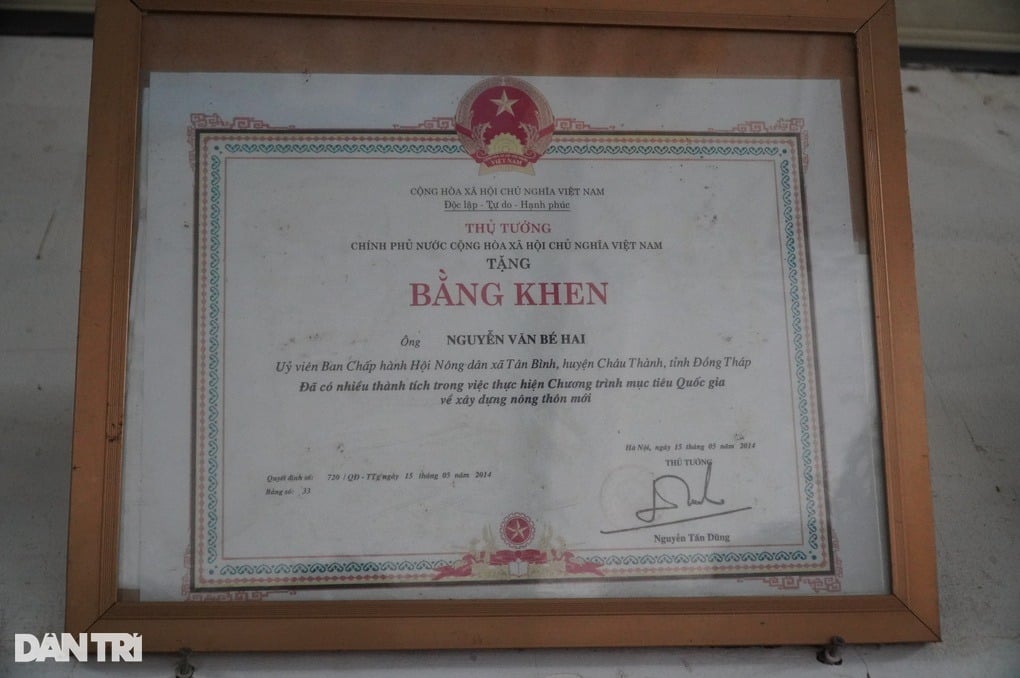 VIỆT NAM
CỘNG HÒA XÃ HỘI CHỦ NGHĨA VIỆT NAM
Độc lập - Tự do - Hạnh phúc
THỦ TƯỚNG
CHÍNH PHỦ NƯỚC CỘNG HÒA XÃ HỘI CHỦ NGHĨA VIỆT NAM
TẶNG
BẰNG KHEN
Ông NGUYỄN VĂN BÉ HAI
Uỷ viên Ban Chấp hành Hội Nông dân xã Tân Bình, huyện Châu Thành, tỉnh Đồng Tháp
Đã có nhiều thành tích trong việc thực hiện Chương trình mục tiêu Quốc gia
về xây dựng nông thôn mới
Hà Nội, ngày 15 tháng 05 năm 2014
THỦ TƯỚNG
Quyết định số: 720 /QĐ - TTg ngày 15 tháng 05 năm 2014
Bằng số: 33
Nguyễn Tấn Dũng
DÂN TRÍ